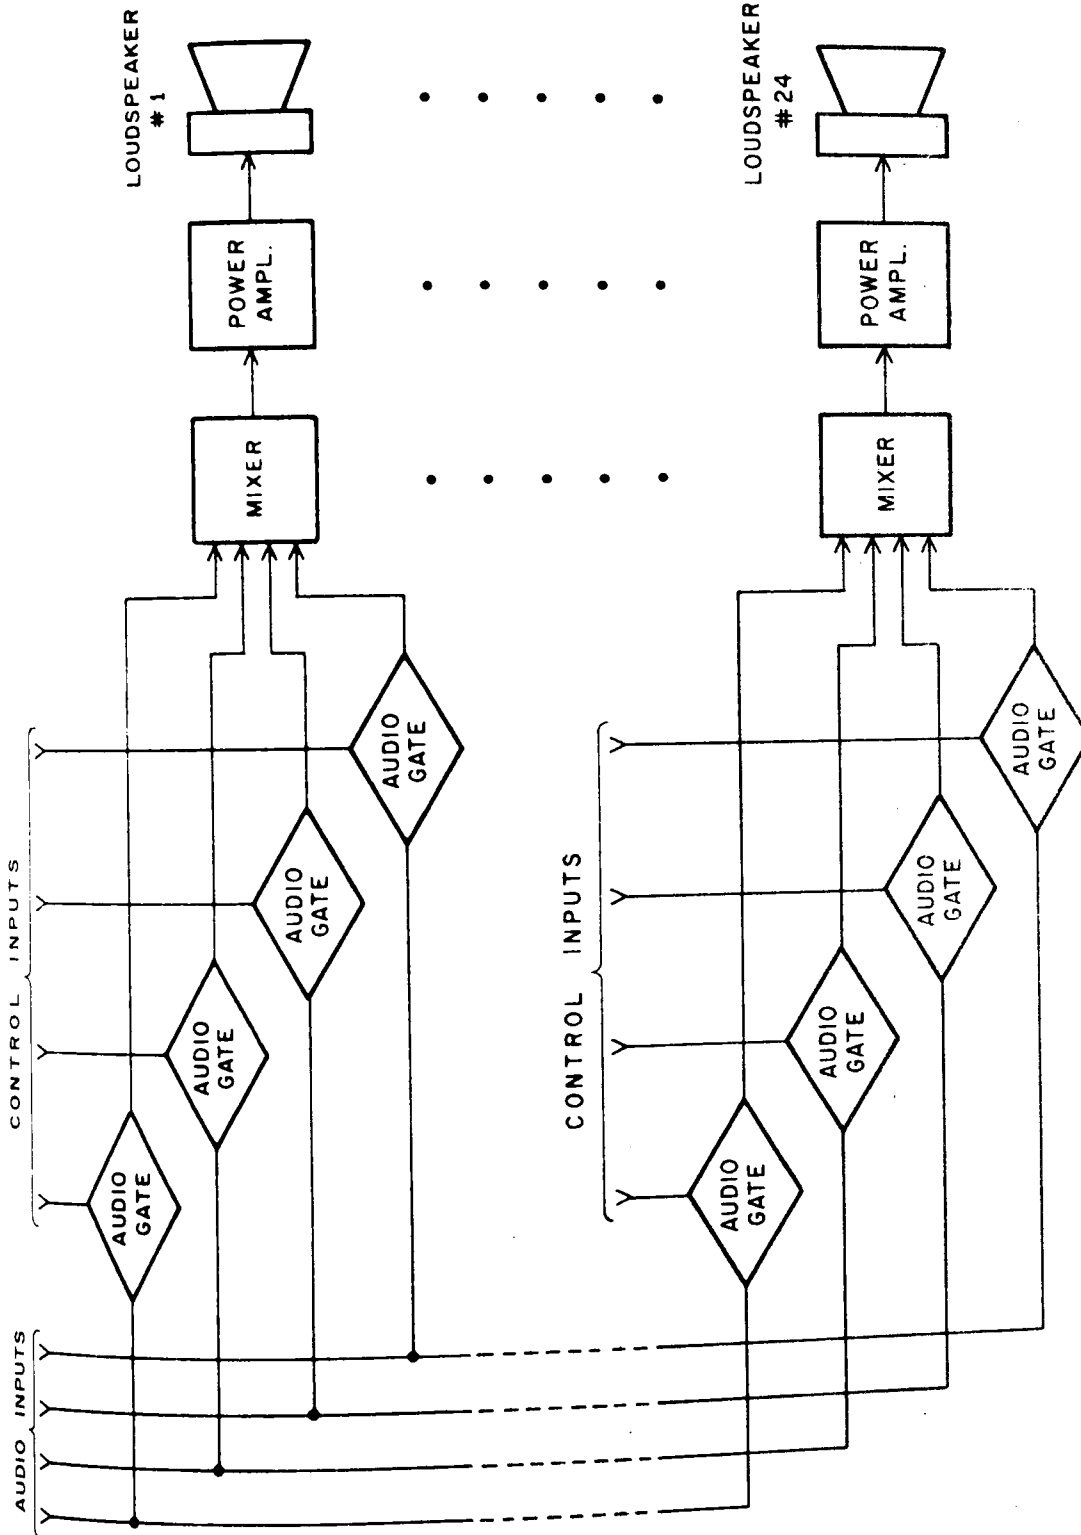 AUDIO INPUTS
CONTROL INPUTS
AUDIO
GATE
AUDIO
GATE
AUDIO
GATE
AUDIO
GATE
MIXER
POWER
AMPL.
LOUDSPEAKER
#1
CONTROL INPUTS
AUDIO
GATE
AUDIO
GATE
AUDIO
GATE
AUDIO
GATE
MIXER
POWER
AMPL.
LOUDSPEAKER
#24